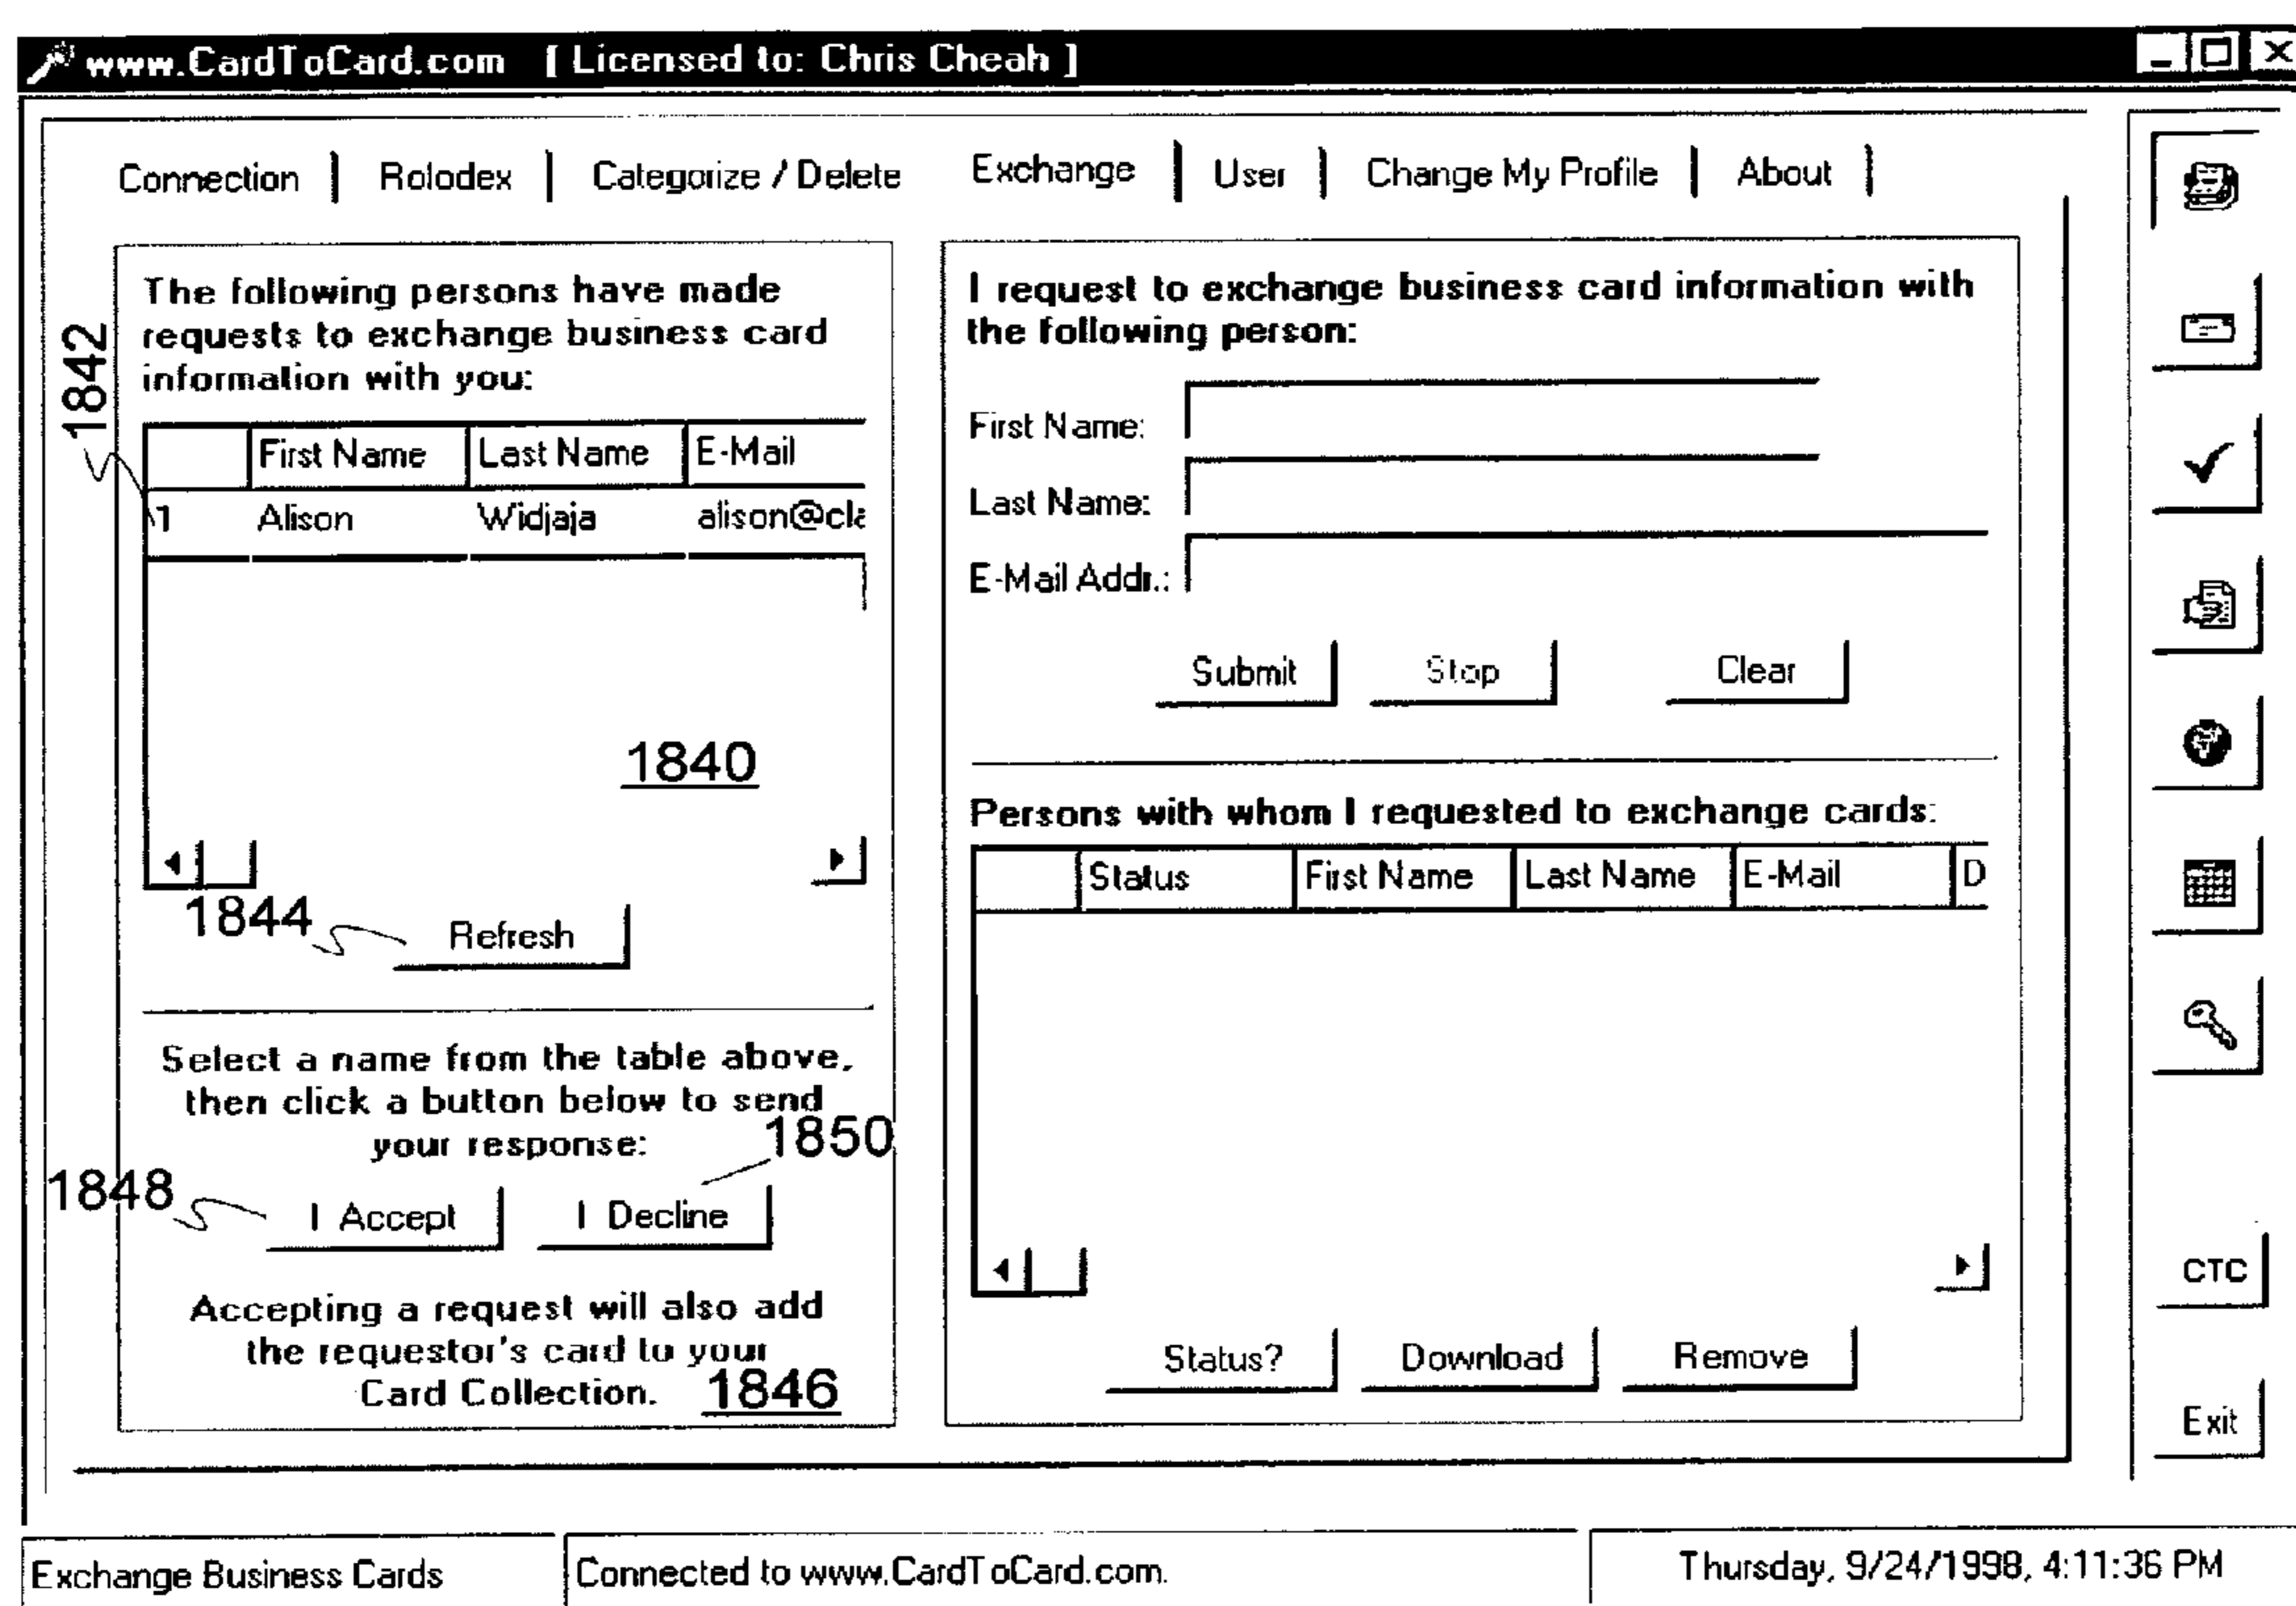 www.CardToCard.com [ Licensed to: Chris Cheah ]
Connection | Rolodex | Categorize / Delete Exchange | User | Change My Profile | About |
The following persons have made
requests to exchange business card
information with you:
1842
First Name Last Name E-Mail
1 Alison Widjaja alison@cla
1840
1844
Refresh
Select a name from the table above,
then click a button below to send
your response:
1850
1848
I Accept I Decline
Accepting a request will also add
the requestor's card to your
Card Collection. 1846
I request to exchange business card information with
the following person:
First Name:
Last Name:
E-Mail Addr.:
Submit Stop Clear
Persons with whom I requested to exchange cards:
Status First Name Last Name E-Mail D
Status? Download Remove
CTC
Exit
Exchange Business Cards
Connected to www.CardToCard.com.
Thursday, 9/24/1998, 4:11:36 PM